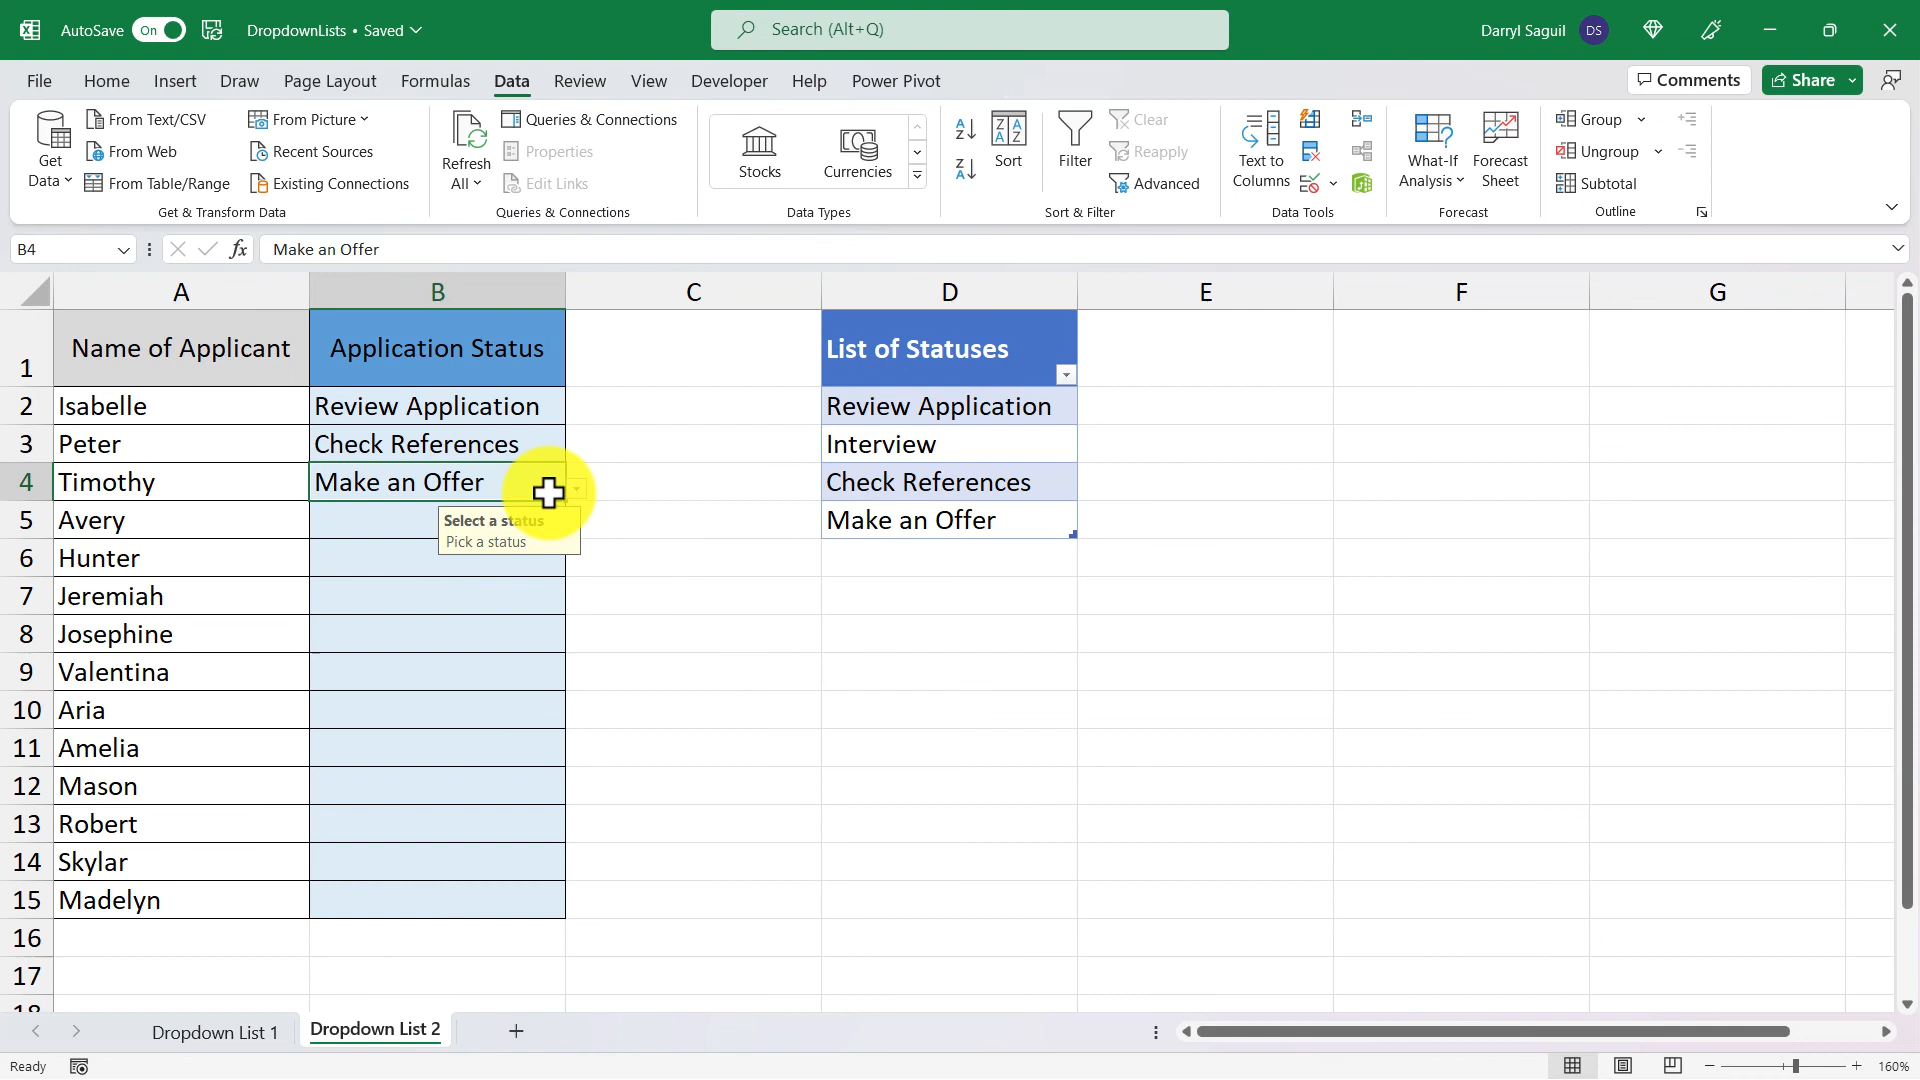 AutoSave On DropdownLists • Saved Search (Alt+Q) Darryl Saguil DS
File Home Insert Draw Page Layout Formulas Data Review View Developer Help Power Pivot Comments Share
Get Data
From Text/CSV
From Web
From Table/Range
From Picture
Recent Sources
Existing Connections
Get & Transform Data
Refresh All
Queries & Connections
Properties
Edit Links
Queries & Connections
Stocks
Currencies
Data Types
Sort
Filter
Clear
Reapply
Advanced
Sort & Filter
Text to Columns
Data Tools
What-If Analysis
Forecast Sheet
Forecast
Group
Ungroup
Subtotal
Outline
B4 fx Make an Offer
A B C D E F G
1 Name of Applicant Application Status List of Statuses
2 Isabelle Review Application Review Application
3 Peter Check References Interview
4 Timothy Make an Offer Check References
5 Avery Make an Offer
Select a status
Pick a status
6 Hunter
7 Jeremiah
8 Josephine
9 Valentina
10 Aria
11 Amelia
12 Mason
13 Robert
14 Skylar
15 Madelyn
16
17
18
Dropdown List 1 Dropdown List 2
Ready 160%